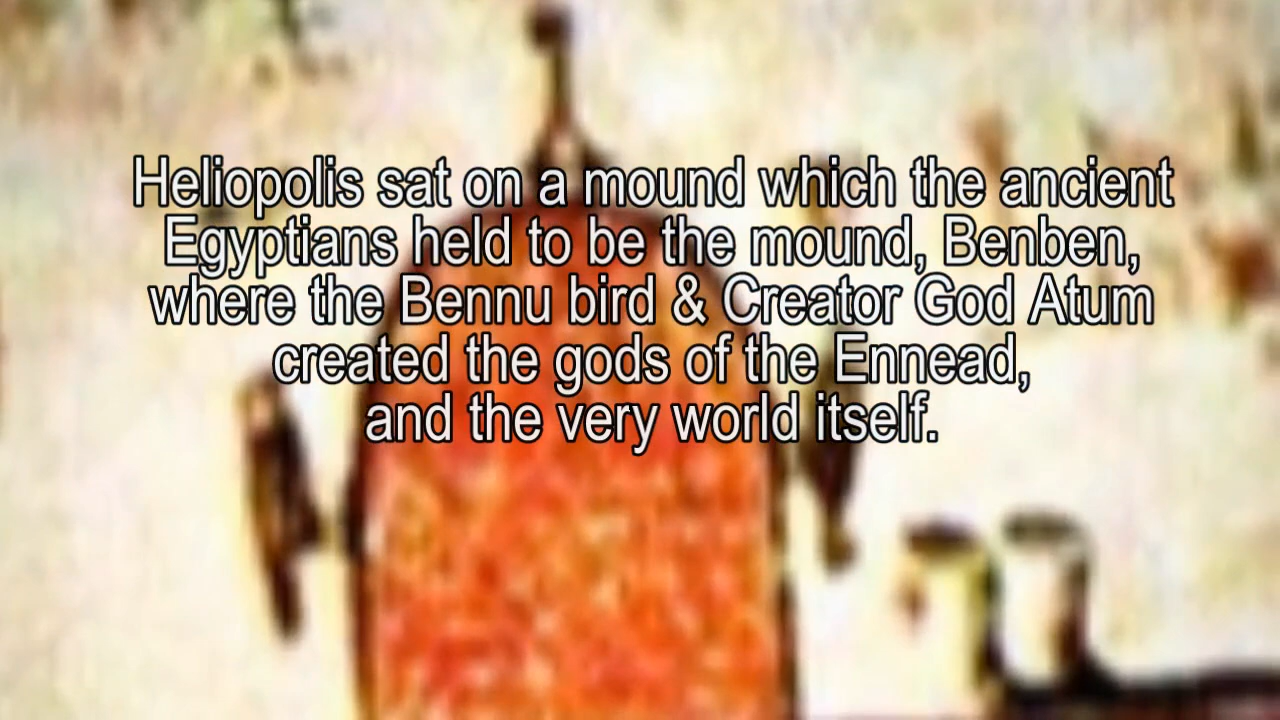 Heliopolis sat on a mound which the ancient
Egyptians held to be the mound, Benben,
where the Bennu bird & Creator God Atum
created the gods of the Ennead,
and the very world itself.